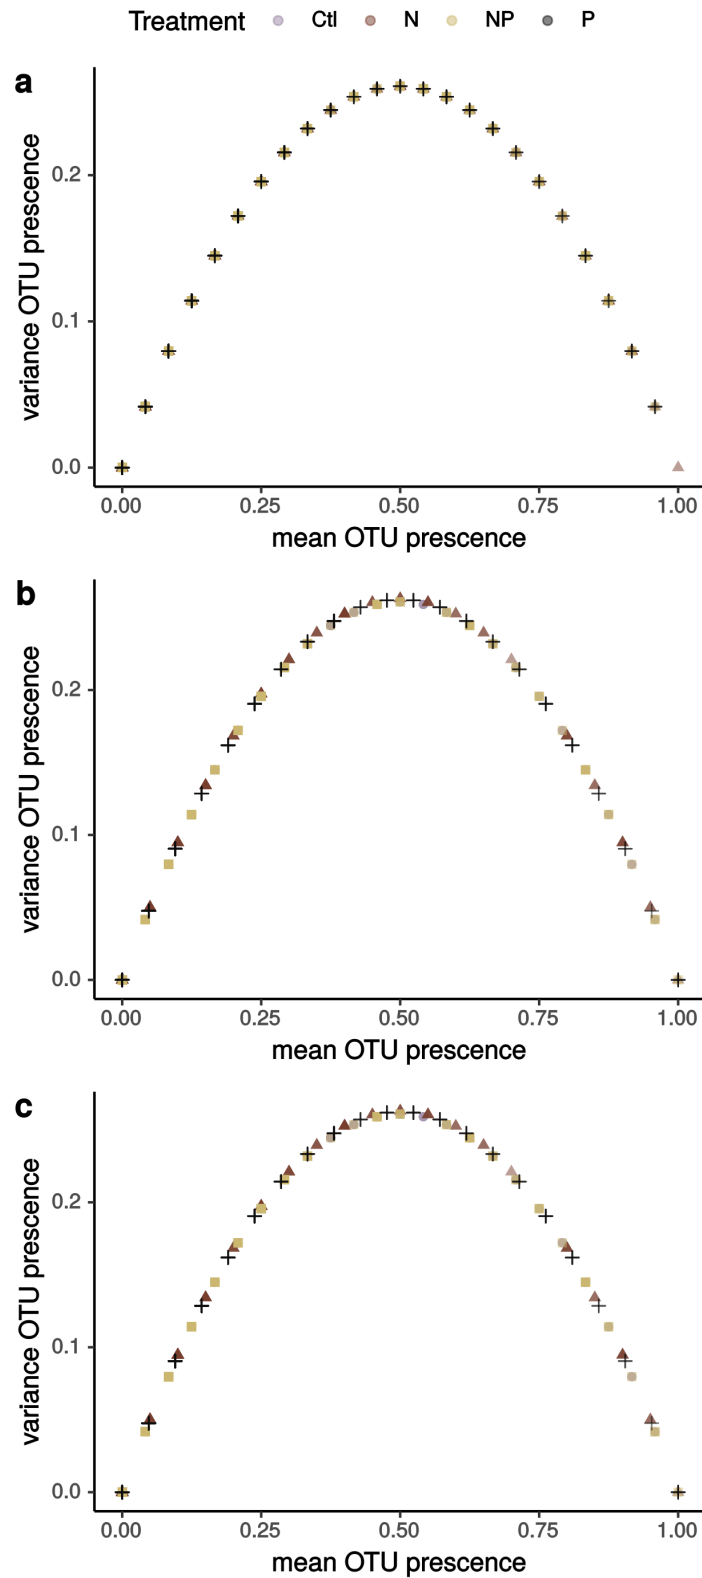 Treatment Ctl N NP P
a
variance OTU prescence
0.2
0.1
0.0
0.00 0.25 0.50 0.75 1.00
mean OTU prescence
b
variance OTU prescence
0.2
0.1
0.0
0.00 0.25 0.50 0.75 1.00
mean OTU prescence
c
variance OTU prescence
0.2
0.1
0.0
0.00 0.25 0.50 0.75 1.00
mean OTU prescence